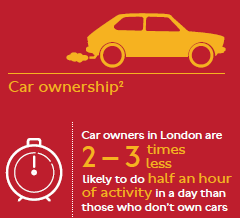 Car ownership²
Car owners in London are
2 – 3 times
less
likely to do half an hour
of activity in a day than
those who don't own cars